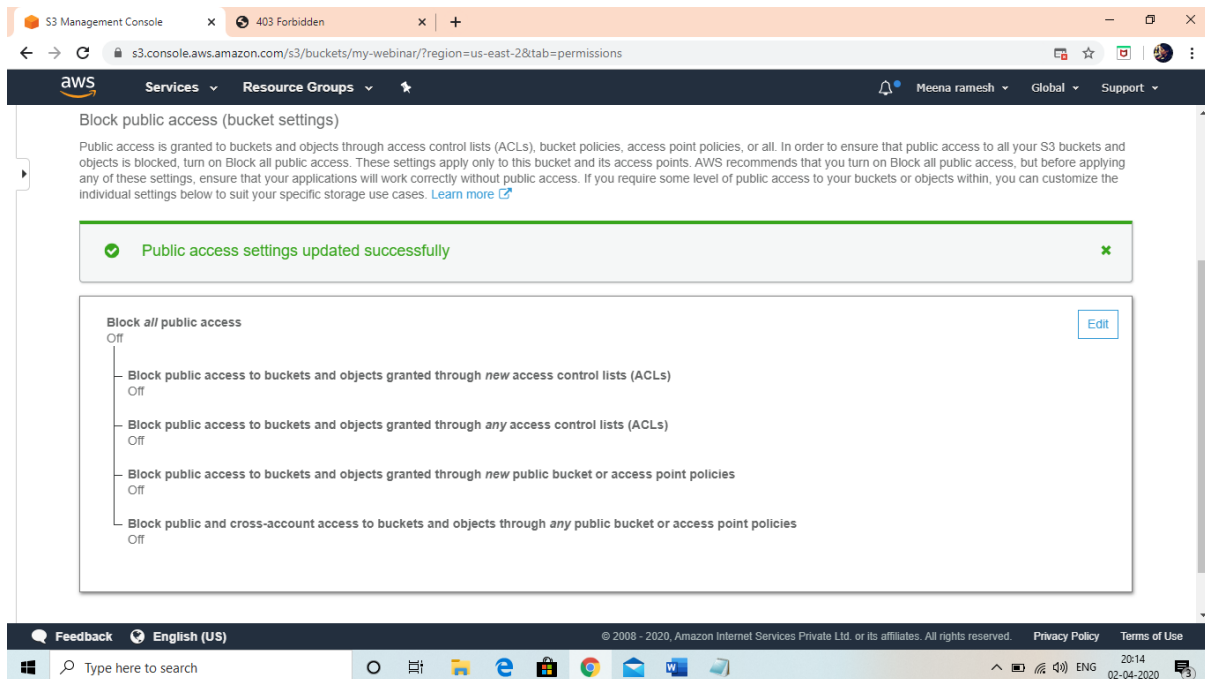 S3 Management Console
403 Forbidden
s3.console.aws.amazon.com/s3/buckets/my-webinar/?region=us-east-2&tab=permissions
aws Services Resource Groups Meena ramesh Global Support
Block public access (bucket settings)
Public access is granted to buckets and objects through access control lists (ACLs), bucket policies, access point policies, or all. In order to ensure that public access to all your S3 buckets and
objects is blocked, turn on Block all public access. These settings apply only to this bucket and its access points. AWS recommends that you turn on Block all public access, but before applying
any of these settings, ensure that your applications will work correctly without public access. If you require some level of public access to your buckets or objects within, you can customize the
individual settings below to suit your specific storage use cases. Learn more
Public access settings updated successfully
Block all public access
Edit
Off
Block public access to buckets and objects granted through new access control lists (ACLs)
Off
Block public access to buckets and objects granted through any access control lists (ACLs)
Off
Block public access to buckets and objects granted through new public bucket or access point policies
Off
Block public and cross-account access to buckets and objects through any public bucket or access point policies
Off
Feedback English (US) © 2008 - 2020, Amazon Internet Services Private Ltd. or its affiliates. All rights reserved. Privacy Policy Terms of Use
Type here to search
W
ENG
20:14
02-04-2020
3